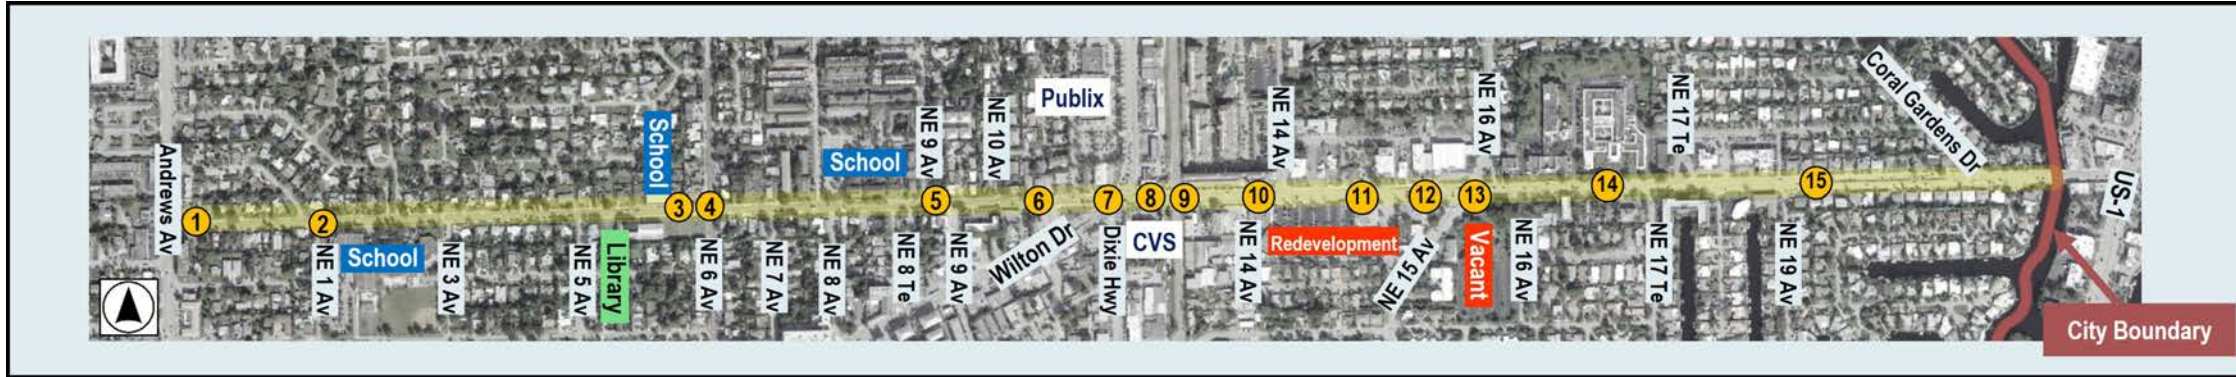 Andrews Av
1
2
NE 1 Av
School
NE 3 Av
NE 5 Av
Library
School
3
4
NE 6 Av
NE 7 Av
NE 8 Av
School
NE 8 Te
NE 9 Av
5
NE 9 Av
NE 10 Av
Wilton Dr
6
Publix
7
Dixie Hwy
8
CVS
9
NE 14 Av
10
NE 14 Av
Redevelopment
11
NE 15 Av
12
13
Vacant
NE 16 Av
NE 16 Av
14
NE 17 Te
NE 17 Te
NE 19 Av
15
Coral Gardens Dr
US-1
City Boundary